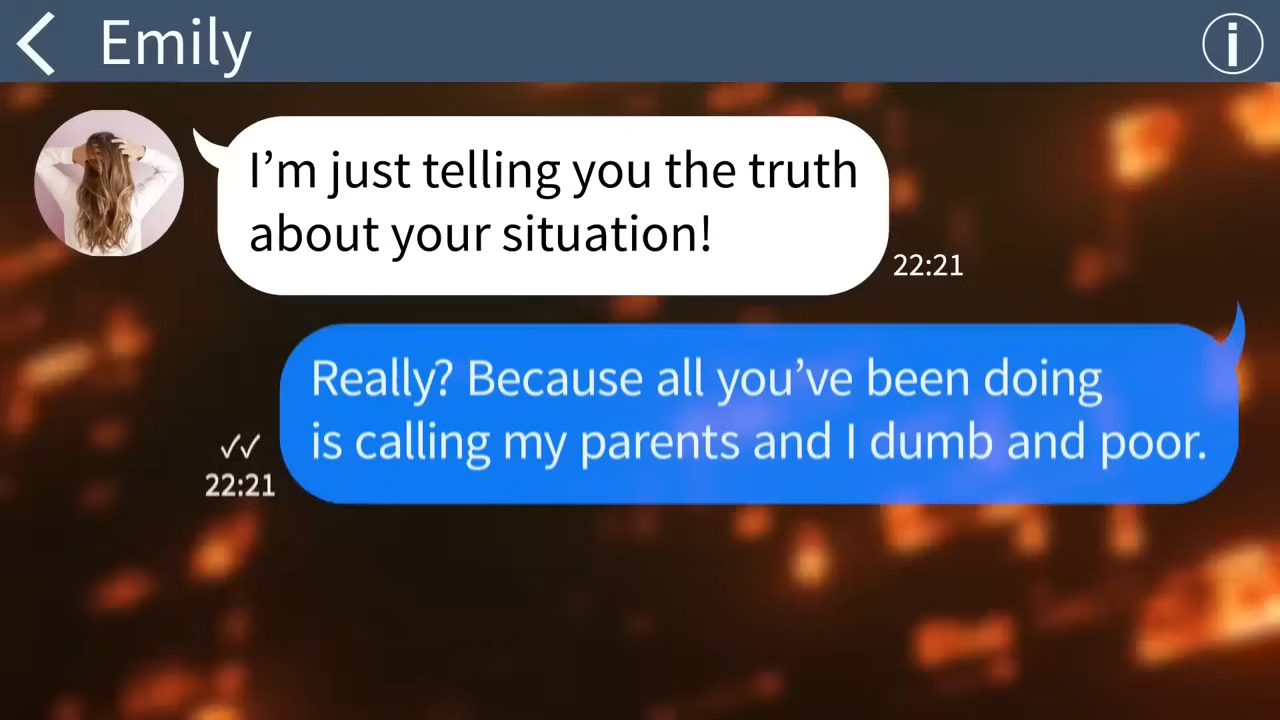 Emily
I’m just telling you the truth
about your situation!
22:21
Really? Because all you’ve been doing
is calling my parents and I dumb and poor.
22:21